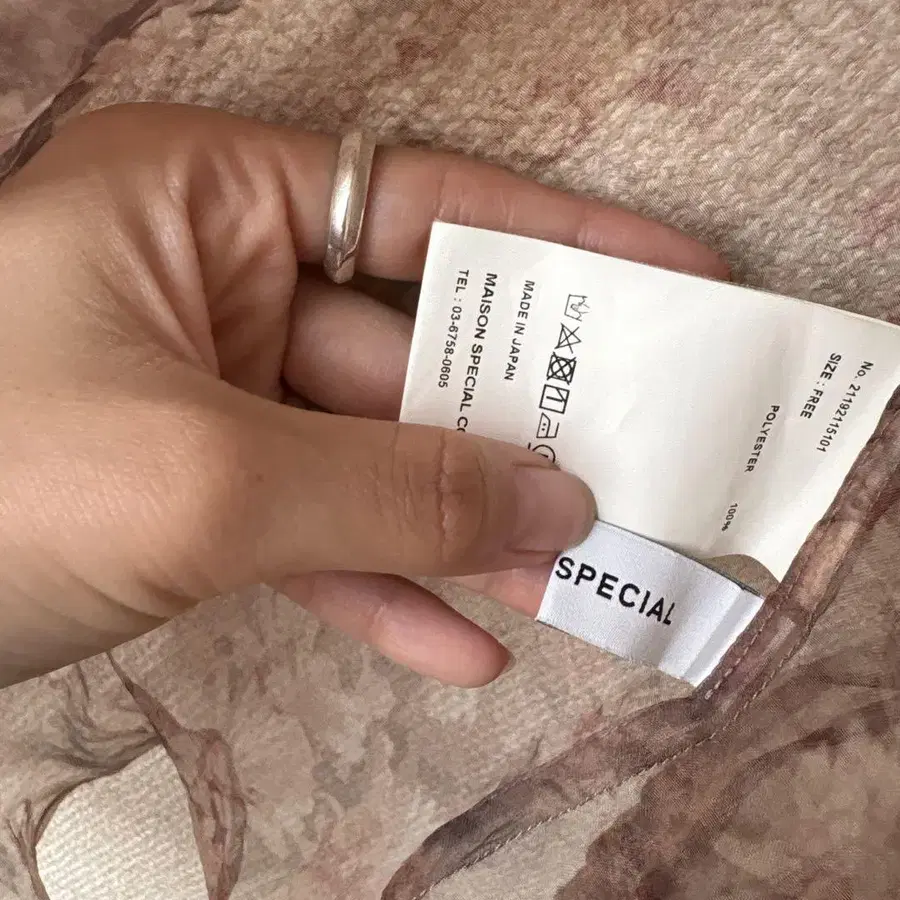 No. 21192115101
SIZE : FREE
POLYESTER 100%
MADE IN JAPAN
MAISON SPECIAL
TEL : 03-6758-0605
SPECIAL